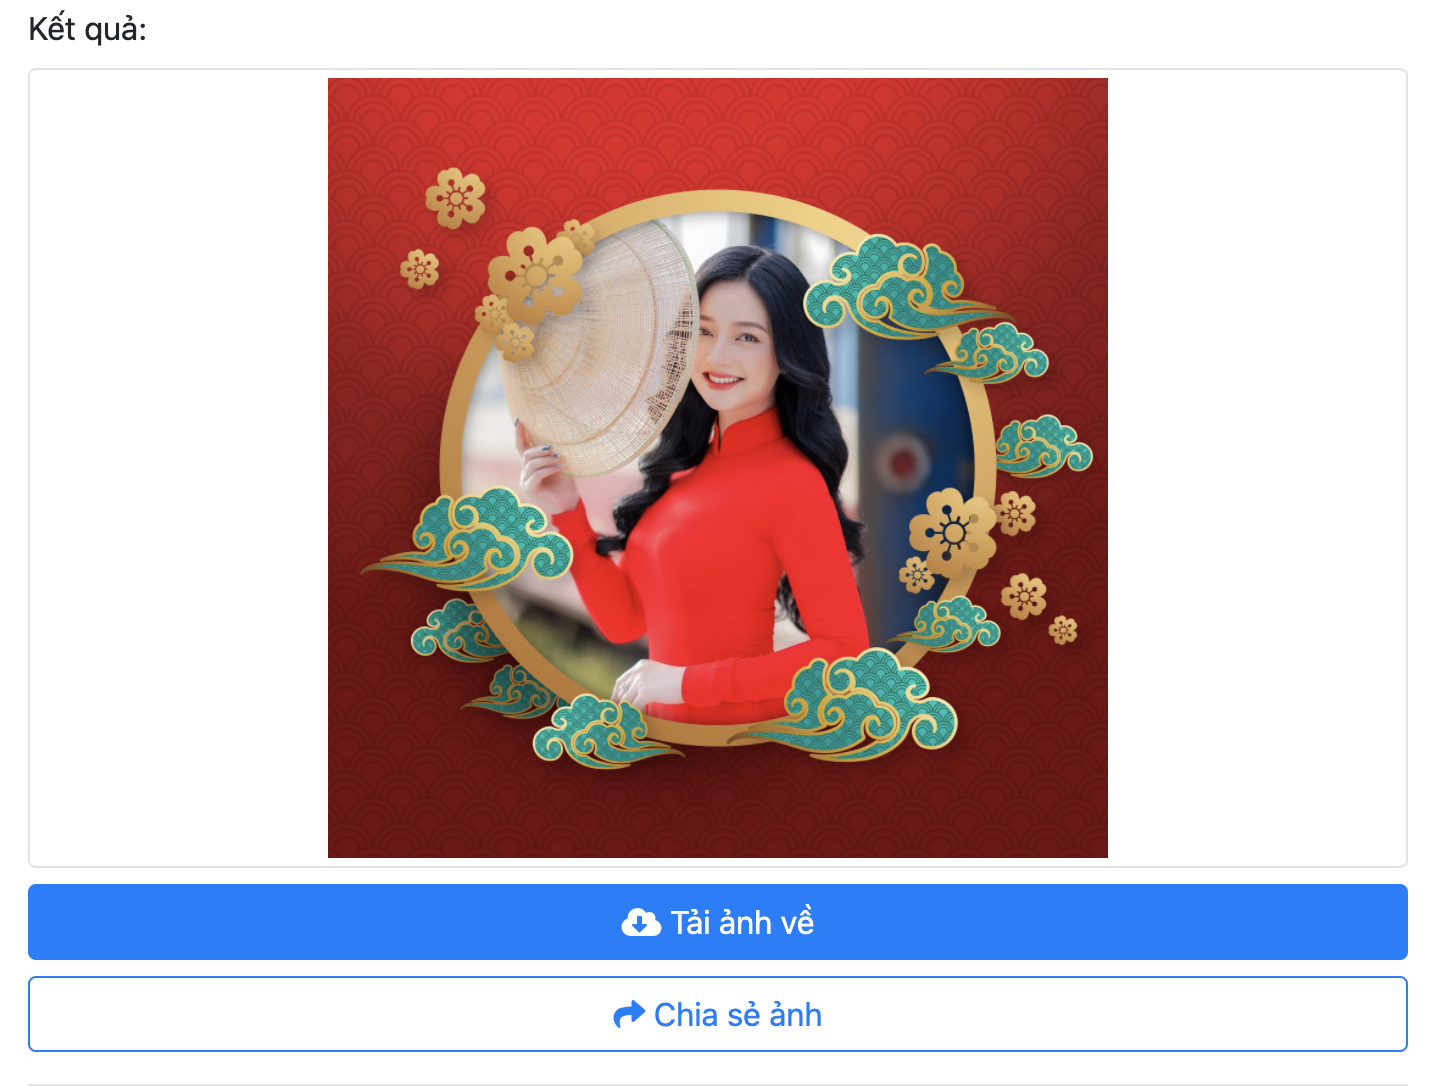 Kết quả:
Tải ảnh về
Chia sẻ ảnh